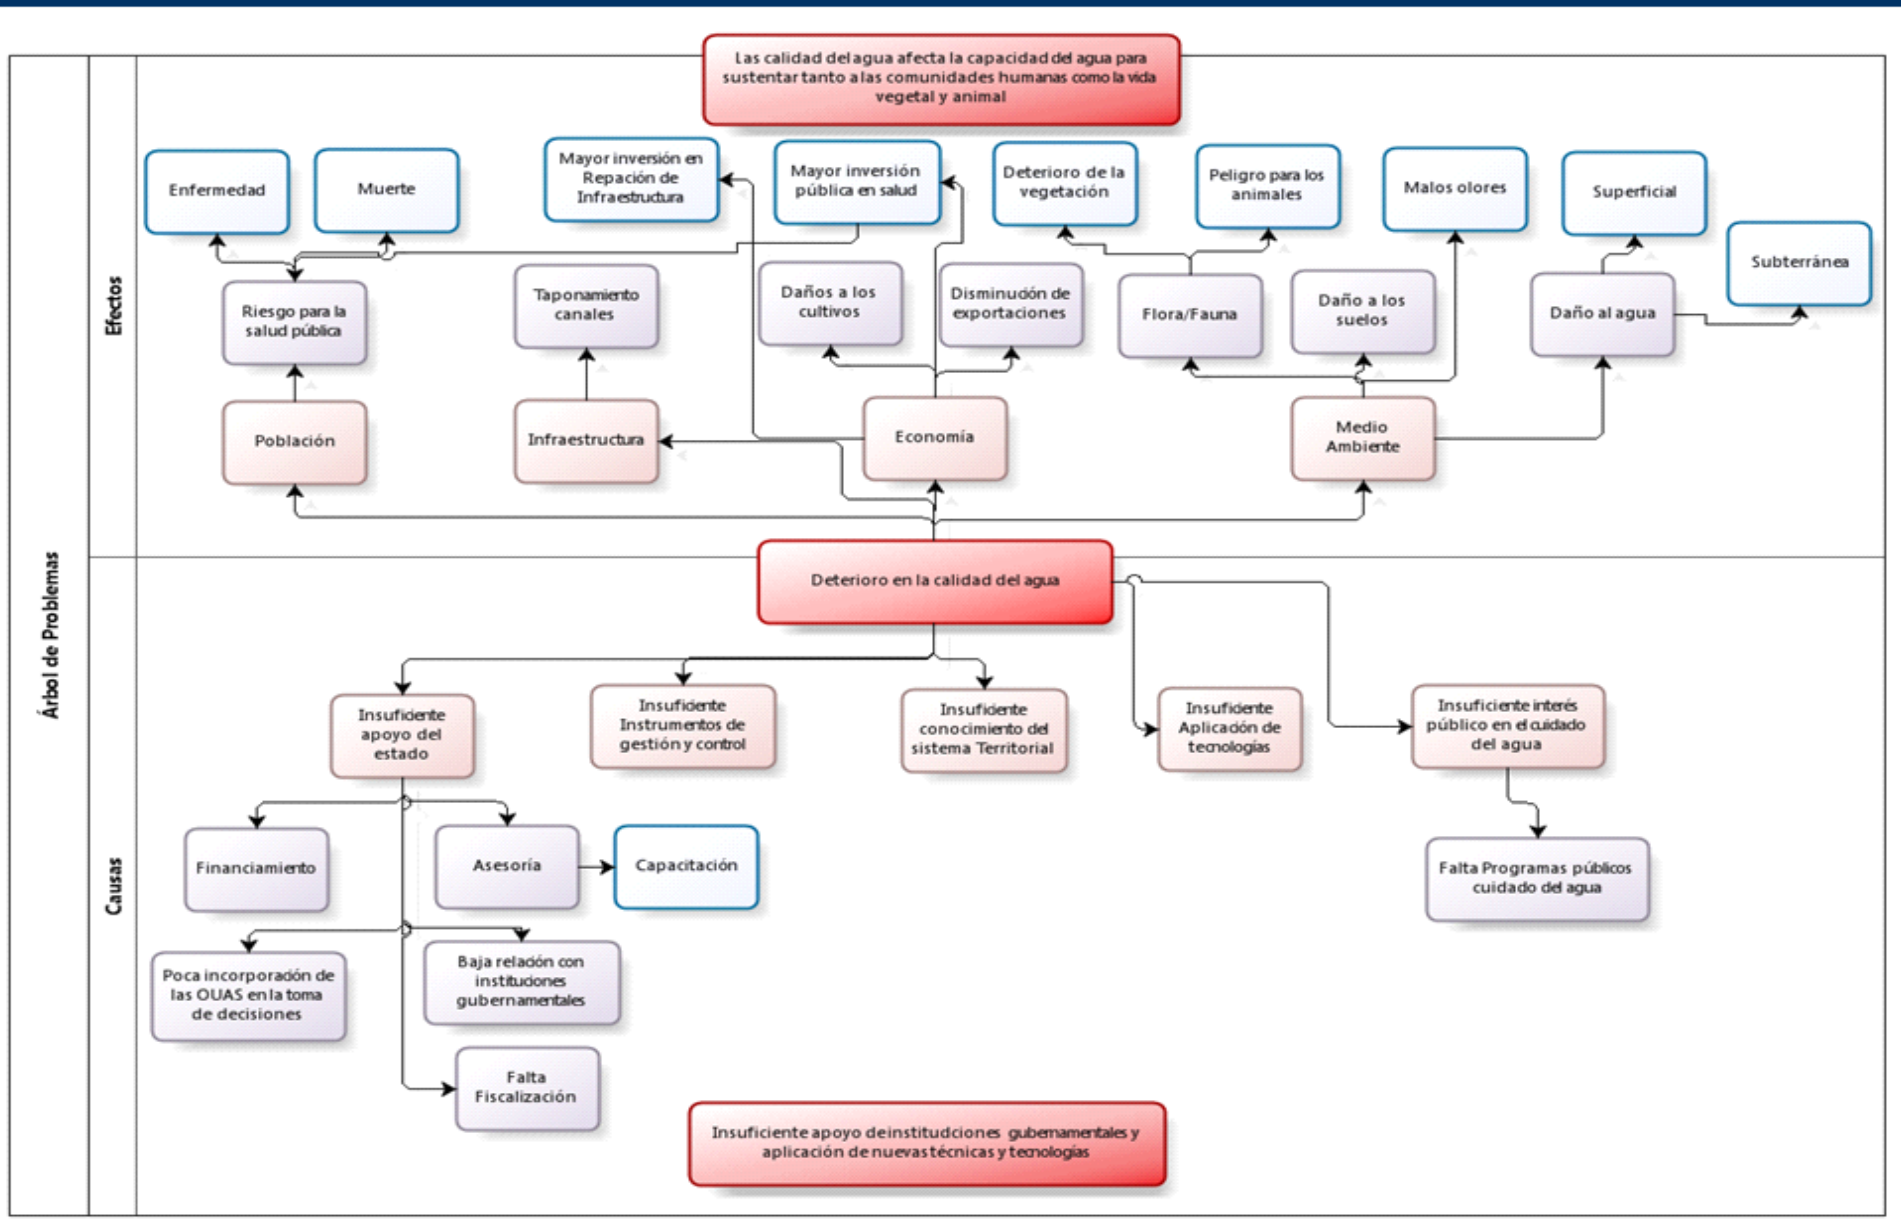 Las calidad del agua afecta la capacidad del agua para
sustentar tanto a las comunidades humanas como la vida
vegetal y animal
Enfermedad
Muerte
Mayor inversión en
Repación de
Infraestructura
Mayor inversión
pública en salud
Deterioro de la
vegetación
Peligro para los
animales
Malos olores
Superficial
Subterránea
Efectos
Riesgo para la
salud pública
Taponamiento
canales
Daños a los
cultivos
Disminución de
exportaciones
Flora/Fauna
Daño a los
suelos
Daño al agua
Población
Infraestructura
Economía
Medio
Ambiente
Árbol de Problemas
Deterioro en la calidad del agua
Insuficiente
apoyo del
estado
Insuficiente
Instrumentos de
gestión y control
Insuficiente
conocimiento del
sistema Territorial
Insuficiente
Aplicación de
tecnologías
Insuficiente interés
público en el cuidado
del agua
Causas
Financiamiento
Asesoría
Capacitación
Falta Programas públicos
cuidado del agua
Poca incorporación de
las OUAS en la toma
de decisiones
Baja relación con
instituciones
gubernamentales
Falta
Fiscalización
Insuficiente apoyo de institudciones gubernamentales y
aplicación de nuevas técnicas y tecnologías